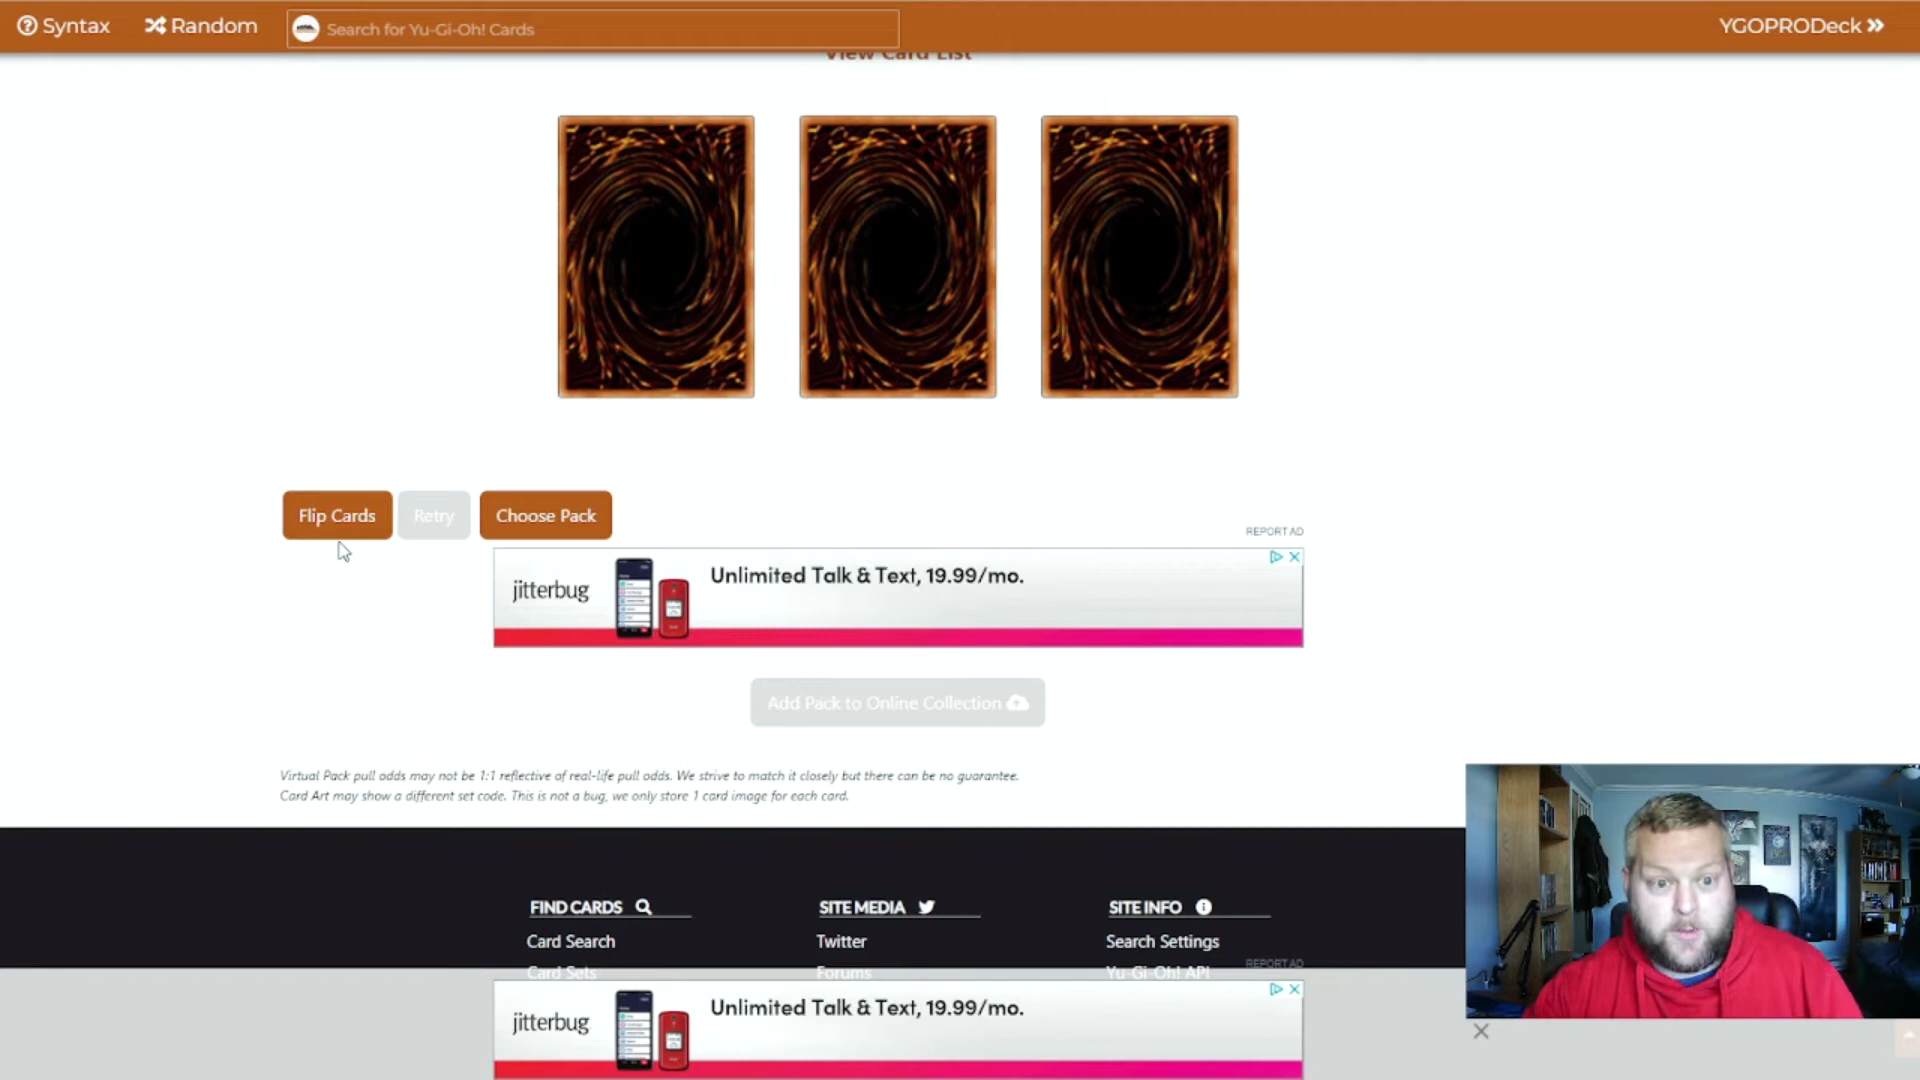 Syntax
Random
Search for Yu-Gi-Oh! Cards
YGOPRODeck
View Card List
Flip Cards
Retry
Choose Pack
REPORT AD
jitterbug
Unlimited Talk & Text, 19.99/mo.
Add Pack to Online Collection
Virtual Pack pull odds may not be 1:1 reflective of real-life pull odds. We strive to match it closely but there can be no guarantee.
Card Art may show a different set code. This is not a bug, we only store 1 card image for each card.
FIND CARDS
SITE MEDIA
SITE INFO
Card Search
Twitter
Search Settings
Card Sets
Forums
Yu-Gi-Oh! API
REPORT AD
jitterbug
Unlimited Talk & Text, 19.99/mo.